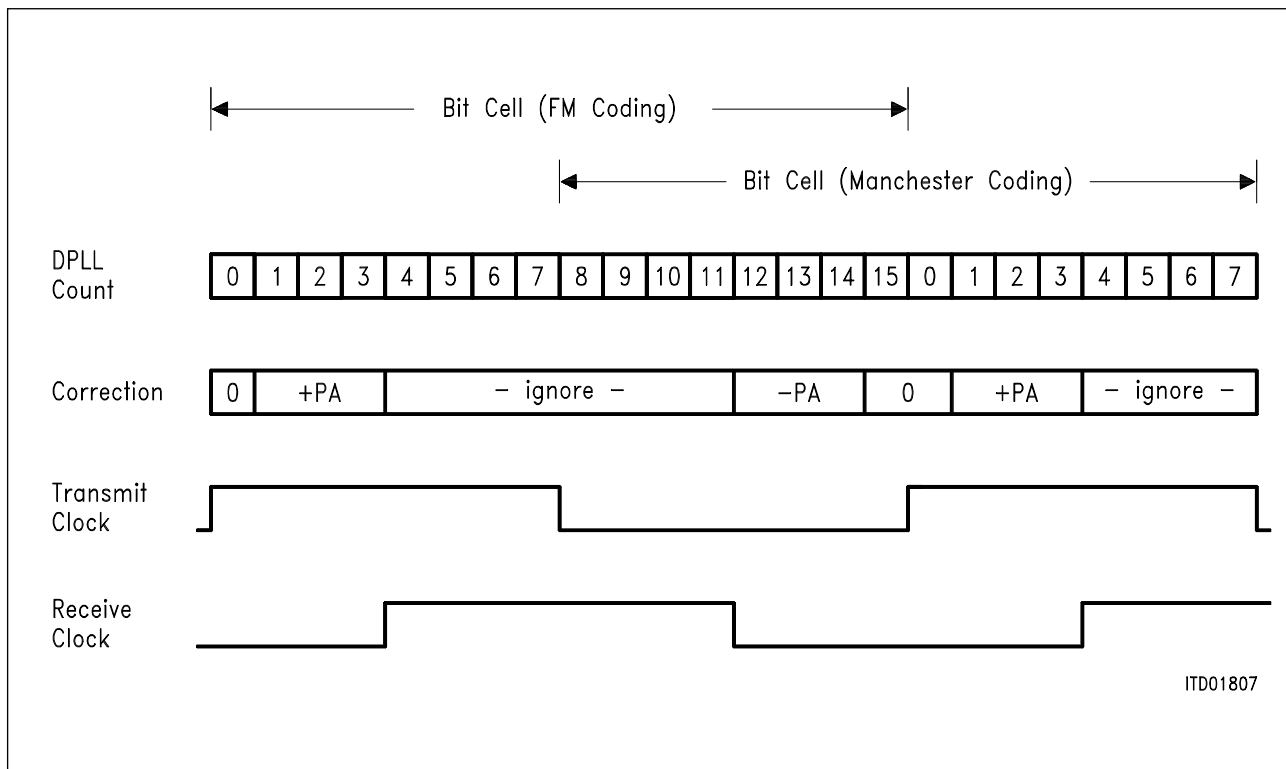 Bit Cell (FM Coding)
Bit Cell (Manchester Coding)
DPLL
Count
0 1 2 3 4 5 6 7 8 9 10 11 12 13 14 15 0 1 2 3 4 5 6 7
Correction
0 +PA - ignore - -PA 0 +PA - ignore -
Transmit
Clock
Receive
Clock
ITD01807